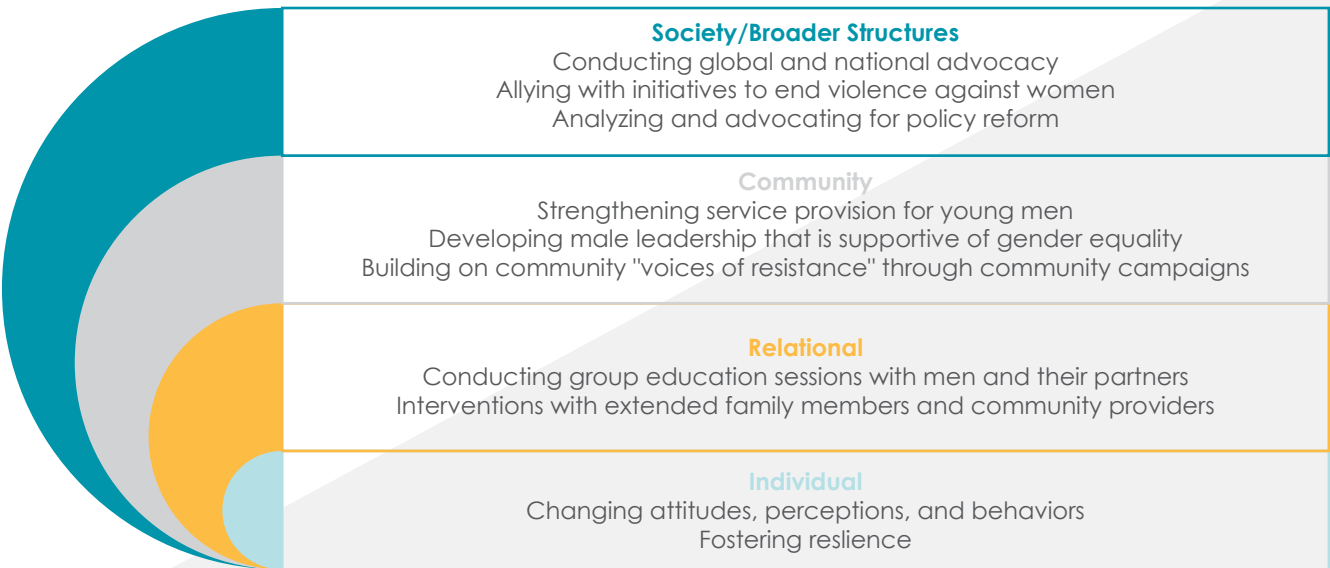 Society/Broader Structures
Conducting global and national advocacy
Allying with initiatives to end violence against women
Analyzing and advocating for policy reform
Community
Strengthening service provision for young men
Developing male leadership that is supportive of gender equality
Building on community "voices of resistance" through community campaigns
Relational
Conducting group education sessions with men and their partners
Interventions with extended family members and community providers
Individual
Changing attitudes, perceptions, and behaviors
Fostering reslience